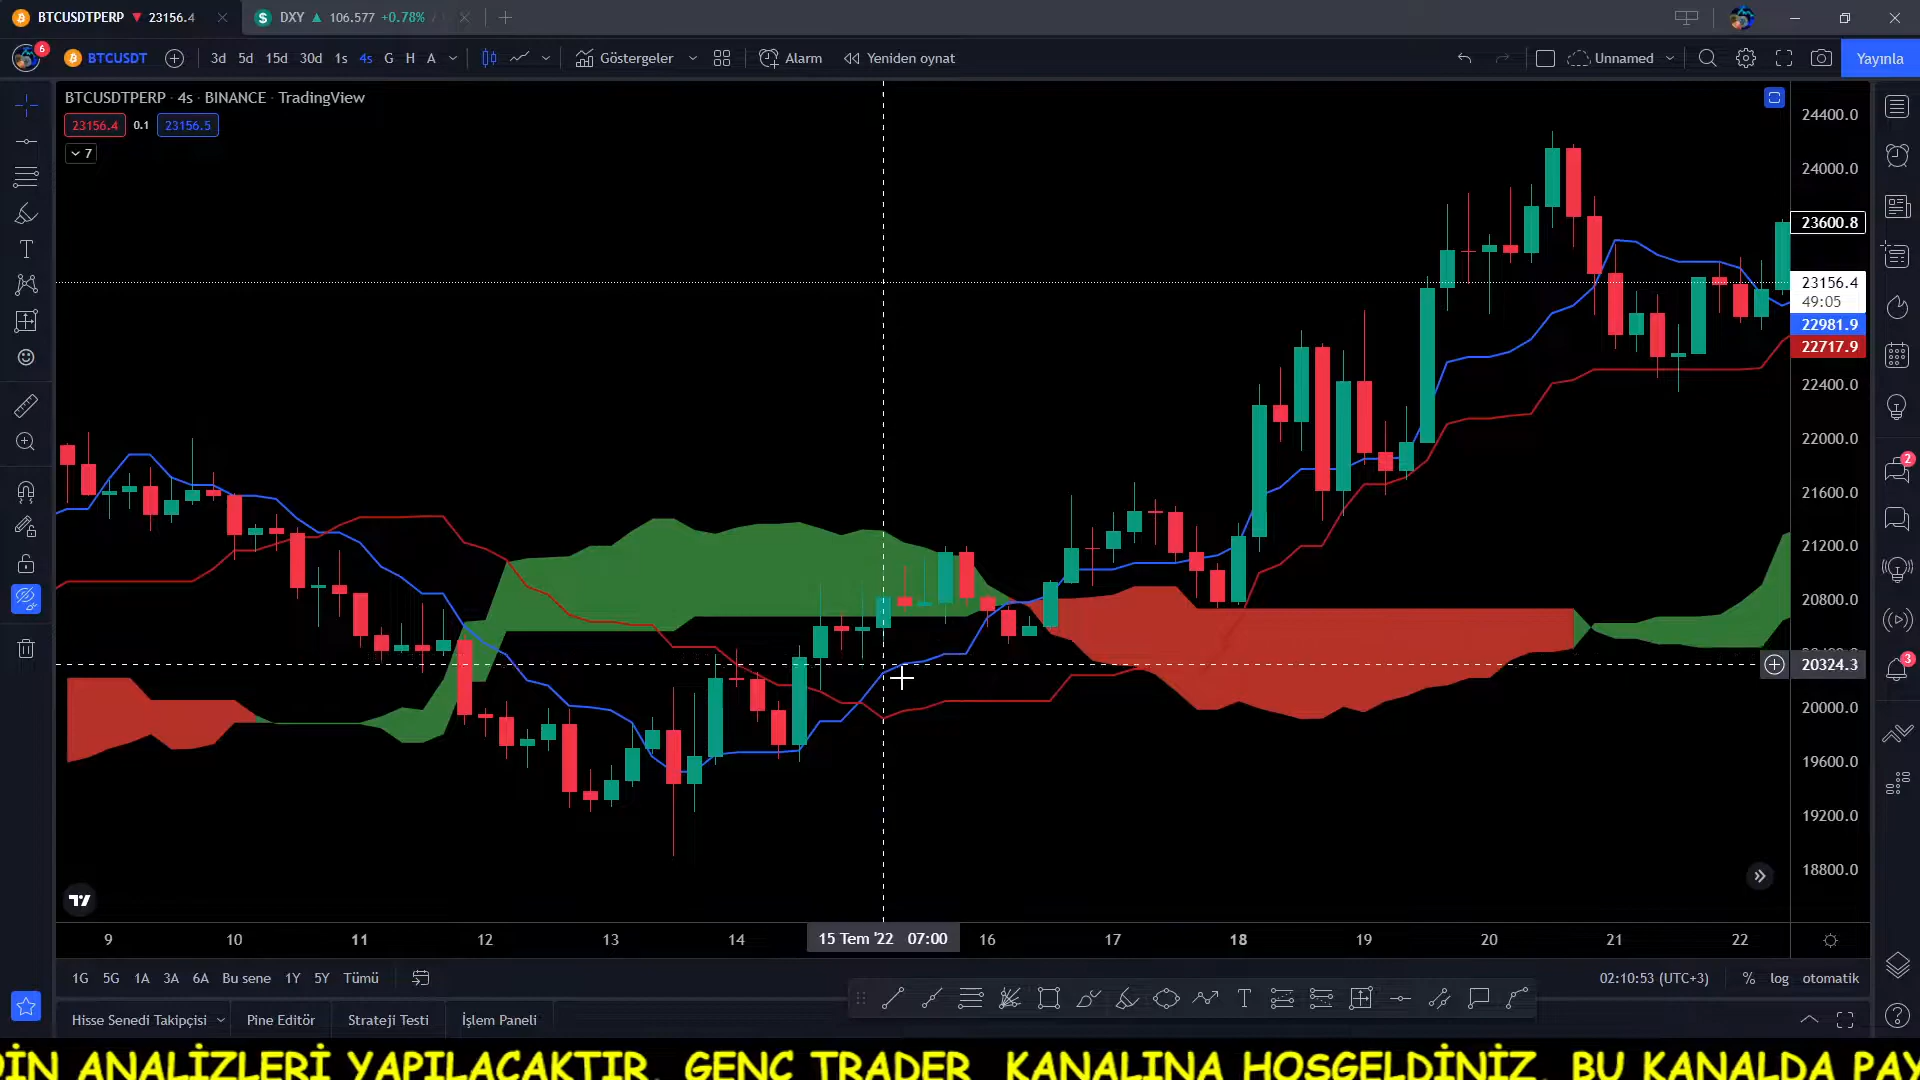 BTCUSDTPERP ▼ 23156.4
DXY ▲ 106.577 +0.78%
6
BTCUSDT
3d 5d 15d 30d 1s 4s G H A
Göstergeler
Alarm
Yeniden oynat
Unnamed
Yayınla
BTCUSDTPERP · 4s · BINANCE · TradingView
23156.4 0.1 23156.5
7
24400.0
24000.0
23600.8
23156.4
49:05
22981.9
22717.9
22400.0
22000.0
21600.0
21200.0
20800.0
20324.3
20000.0
19600.0
19200.0
18800.0
2
3
9 10 11 12 13 14 15 Tem '22 07:00 16 17 18 19 20 21 22
1G 5G 1A 3A 6A Bu sene 1Y 5Y Tümü
02:10:53 (UTC+3) % log otomatik
Hisse Senedi Takipçisi Pine Editör Strateji Testi İşlem Paneli
DİN ANALİZLERİ YAPILACAKTIR. GENÇ TRADER KANALINA HOŞGELDİNİZ. BU KANALDA PAY